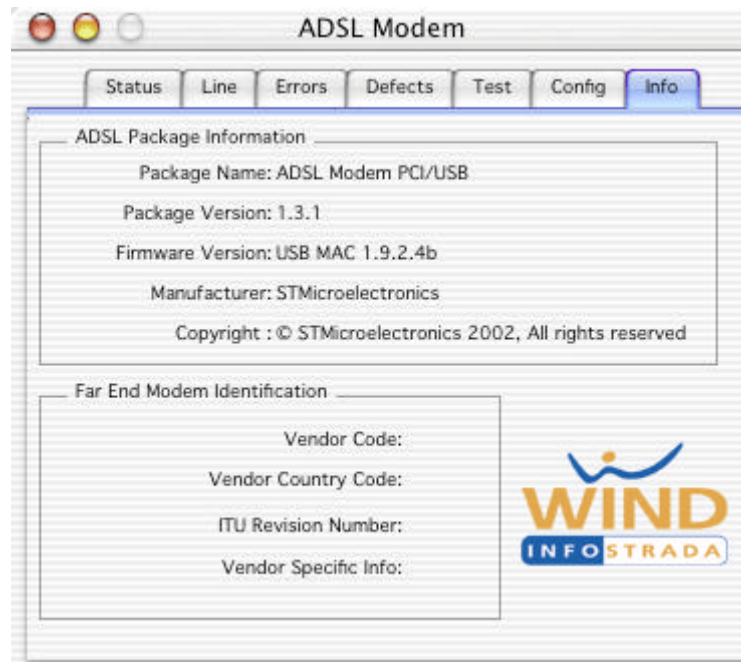 ADSL Modem
Status Line Errors Defects Test Config Info
ADSL Package Information
Package Name: ADSL Modem PCI/USB
Package Version: 1.3.1
Firmware Version: USB MAC 1.9.2.4b
Manufacturer: STMicroelectronics
Copyright : © STMicroelectronics 2002, All rights reserved
Far End Modem Identification
Vendor Code:
Vendor Country Code:
ITU Revision Number:
Vendor Specific Info:
WIND
INFOSTRADA